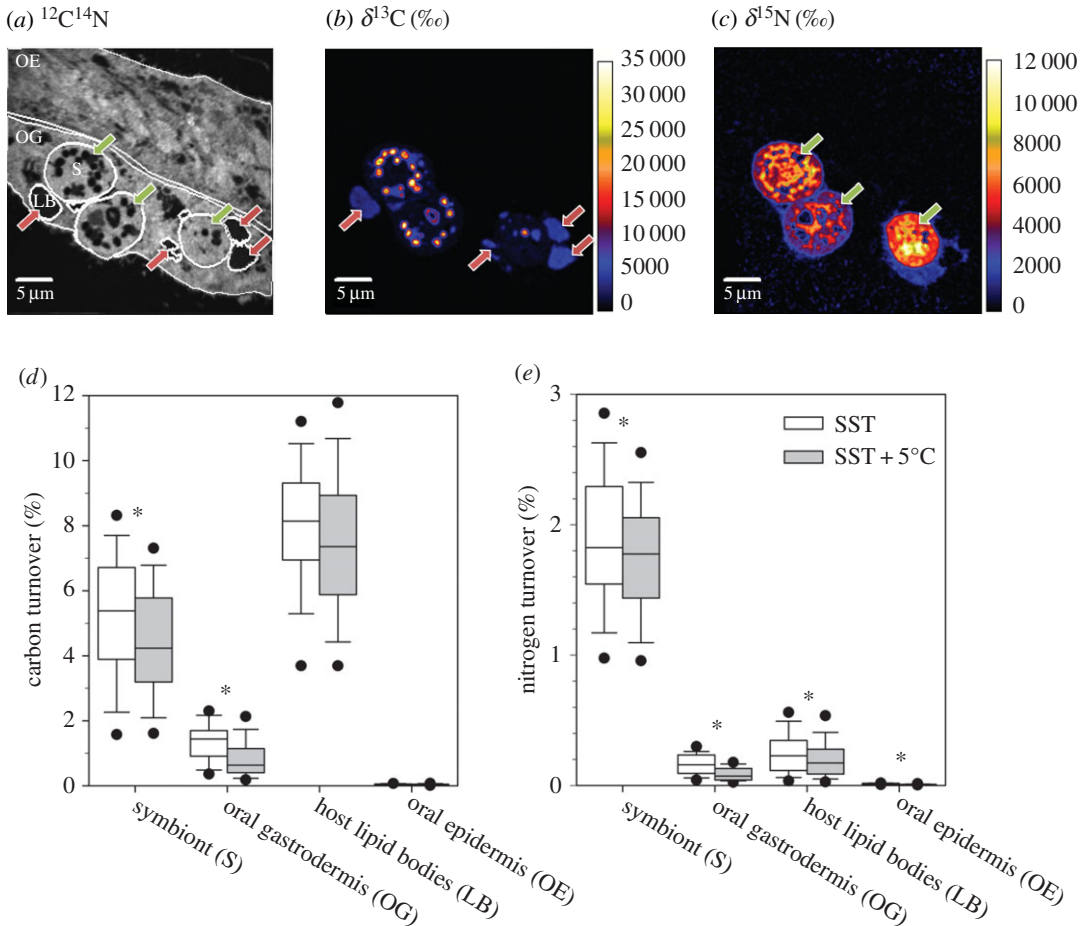 (a) ¹²C¹⁴N
(b) δ¹³C (‰)
(c) δ¹⁵N (‰)
OE
OG
S
LB
5 µm
35 000
30 000
25 000
20 000
15 000
10 000
5000
0
5 µm
12 000
10 000
8000
6000
4000
2000
0
5 µm
(d)
12
10
8
6
4
2
0
carbon turnover (%)
*
*
symbiont (S)
oral gastrodermis (OG)
host lipid bodies (LB)
oral epidermis (OE)
(e)
3
2
1
0
nitrogen turnover (%)
SST
SST + 5°C
*
*
*
*
symbiont (S)
oral gastrodermis (OG)
host lipid bodies (LB)
oral epidermis (OE)